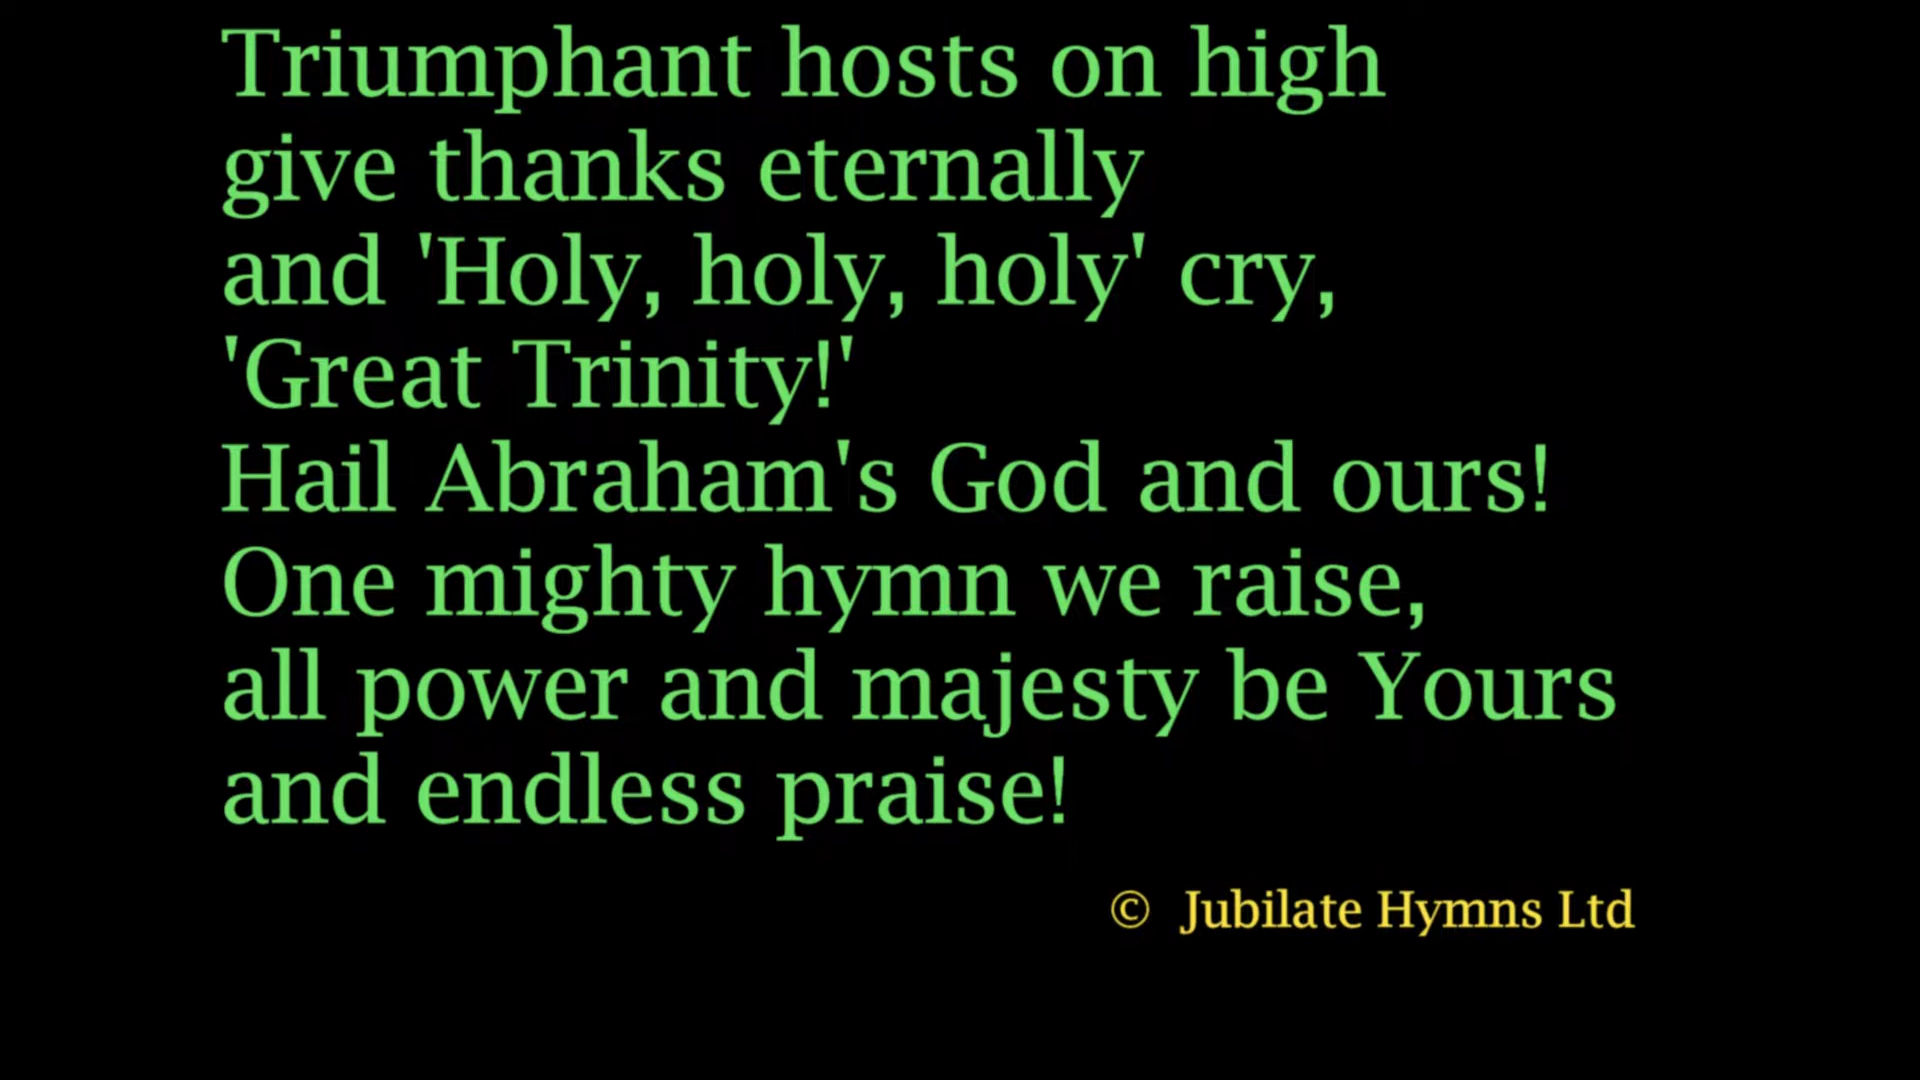 Triumphant hosts on high
give thanks eternally
and 'Holy, holy, holy' cry,
'Great Trinity!'
Hail Abraham's God and ours!
One mighty hymn we raise,
all power and majesty be Yours
and endless praise!
© Jubilate Hymns Ltd